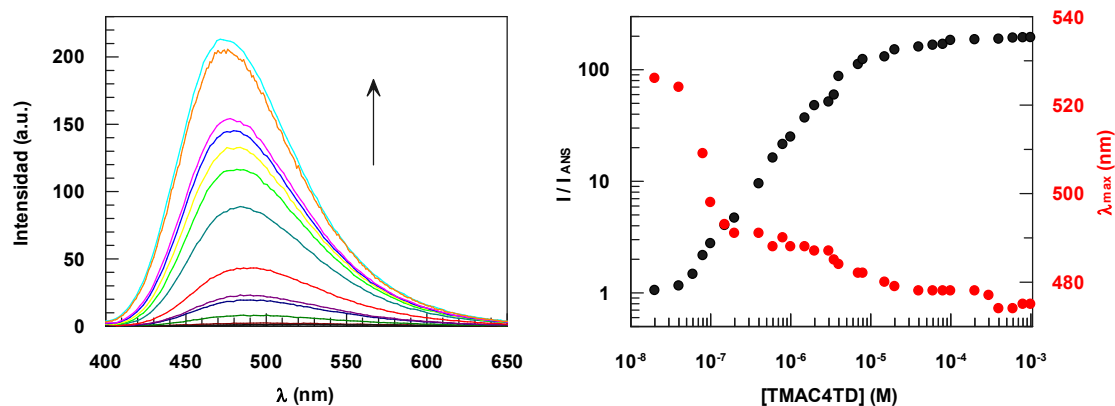 Intensidad (a.u.)
200
150
100
50
0
400 450 500 550 600 650
λ (nm)
I / I ANS
100
10
1
10-8 10-7 10-6 10-5 10-4 10-3
[TMAC4TD] (M)
540
520
500
480
λmax (nm)